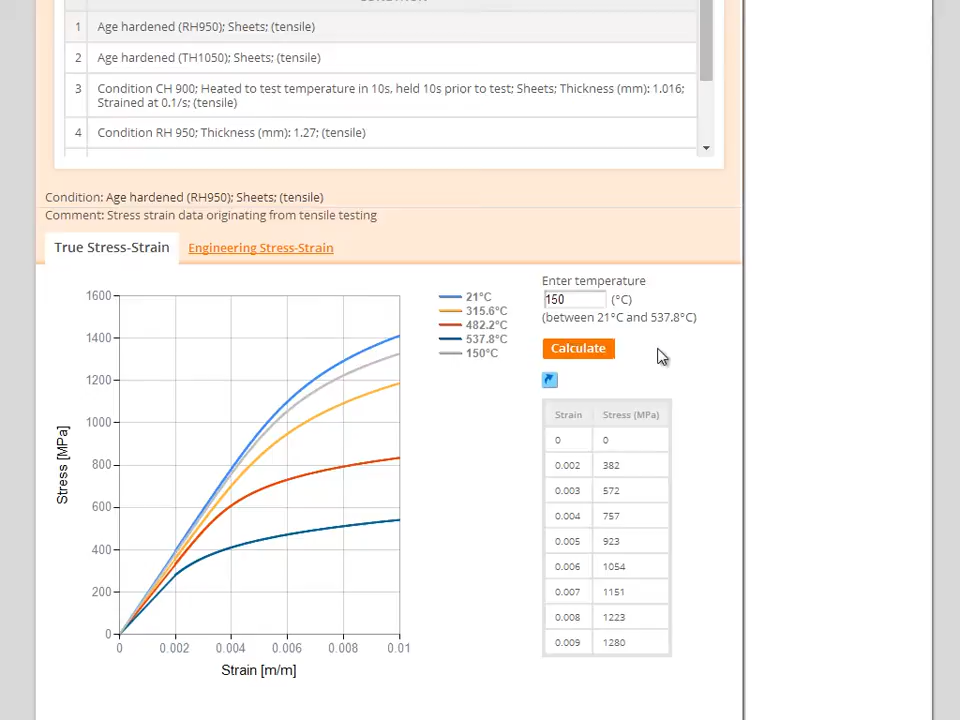 1 Age hardened (RH950); Sheets; (tensile)
2 Age hardened (TH1050); Sheets; (tensile)
3 Condition CH 900; Heated to test temperature in 10s, held 10s prior to test; Sheets; Thickness (mm): 1.016;
Strained at 0.1/s; (tensile)
4 Condition RH 950; Thickness (mm): 1.27; (tensile)
Condition: Age hardened (RH950); Sheets; (tensile)
Comment: Stress strain data originating from tensile testing
True Stress-Strain Engineering Stress-Strain
Enter temperature
150 (°C)
(between 21°C and 537.8°C)
Calculate
21°C
315.6°C
482.2°C
537.8°C
150°C
1600
1400
1200
1000
800
600
400
200
0
Stress [MPa]
0 0.002 0.004 0.006 0.008 0.01
Strain [m/m]
Strain Stress (MPa)
0 0
0.002 382
0.003 572
0.004 757
0.005 923
0.006 1054
0.007 1151
0.008 1223
0.009 1280